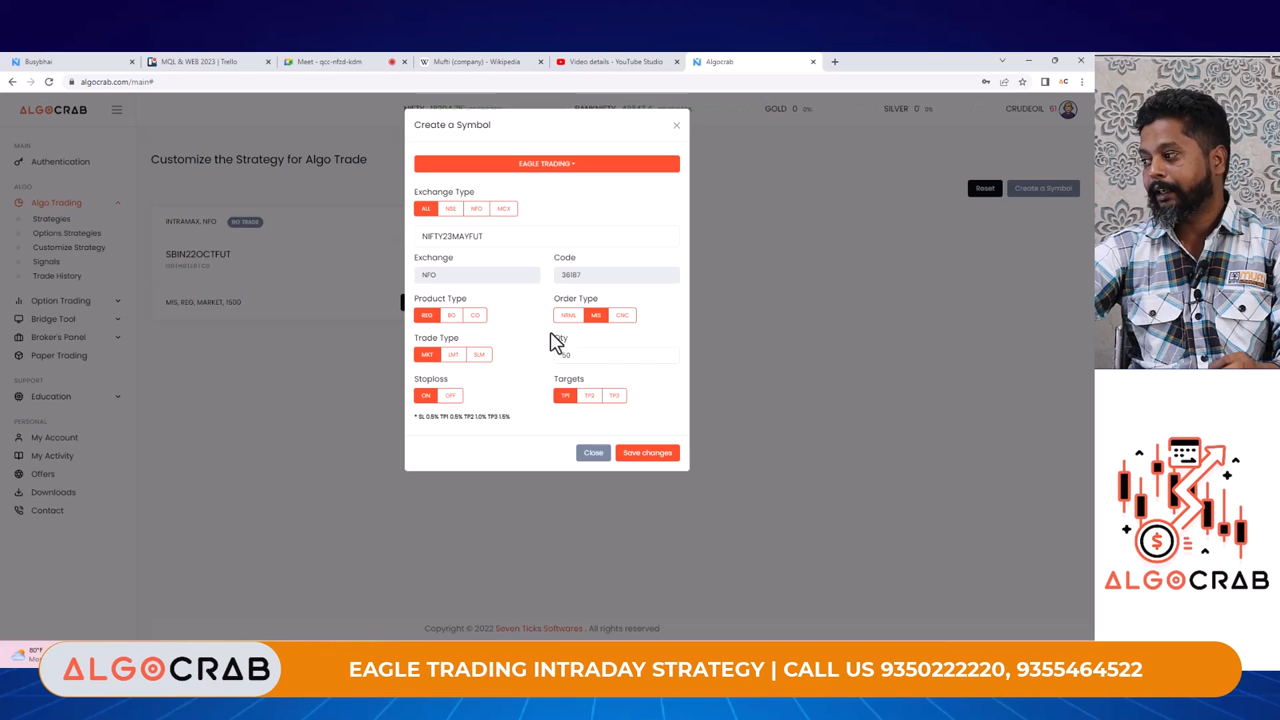 Busybhai
MQL & WEB 2023 | Trello
Meet - qcc-nfzd-kdm
Mufti (company) - Wikipedia
Video details - YouTube Studio
Algocrab
algocrab.com/main#
ALGOCRAB
GOLD 0 0%
SILVER 0 0%
CRUDEOIL 61
MAIN
Authentication
ALGO
Algo Trading
Strategies
Options Strategies
Customize Strategy
Signals
Trade History
Option Trading
Bridge Tool
Broker's Panel
Paper Trading
SUPPORT
Education
PERSONAL
My Account
My Activity
Offers
Downloads
Contact
Customize the Strategy for Algo Trade
Reset
Create a Symbol
INTRAMAX, NFO
NO TRADE
SBIN22OCTFUT
MIS, REG, MARKET, 1500
Create a Symbol
EAGLE TRADING
Exchange Type
ALL NSE NFO MCX
NIFTY23MAYFUT
Exchange Code
NFO 36187
Product Type Order Type
REG BO CO NRML MIS CNC
Trade Type
MKT LMT SLM
Stoploss Targets
ON OFF TP1 TP2 TP3
* SL 0.5% TP1 0.5% TP2 1.0% TP3 1.5%
Close Save changes
Copyright © 2022 Seven Ticks Softwares . All rights reserved
80°F
ALGOCRAB
ALGOCRAB
EAGLE TRADING INTRADAY STRATEGY | CALL US 9350222220, 9355464522